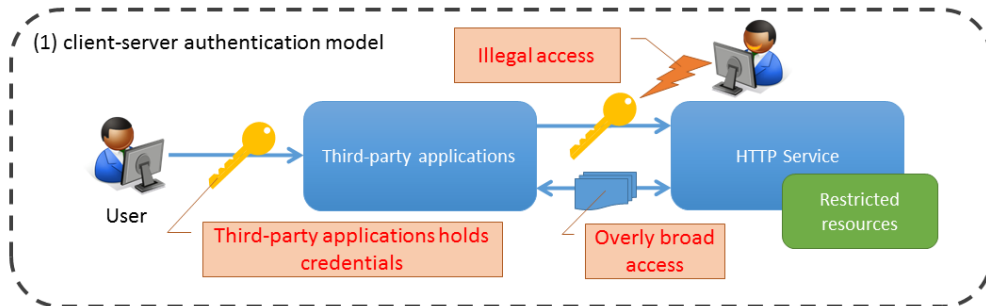 (1) client-server authentication model
Illegal access
Third-party applications
HTTP Service
User
Restricted
resources
Third-party applications holds
credentials
Overly broad
access